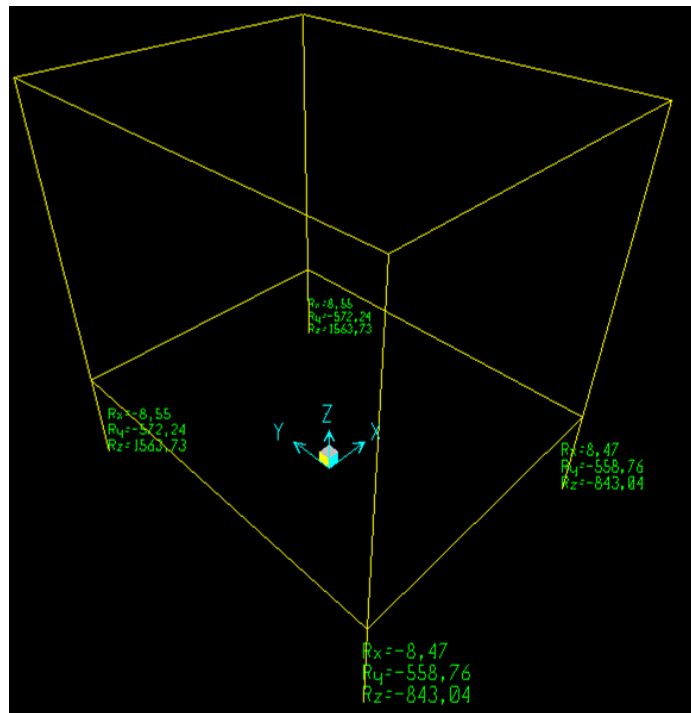 Rx=8,55
Ry=-572,24
Rz=1563,73
Rx=-8,55
Ry=-572,24
Rz=1563,73
Y
Z
X
Rx=8,47
Ry=-558,76
Rz=-843,04
Rx=-8,47
Ry=-558,76
Rz=-843,04